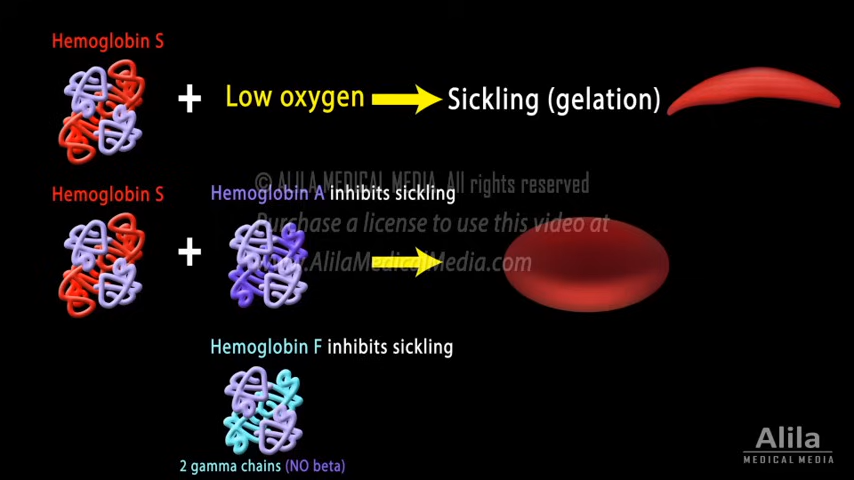 Hemoglobin S
+ Low oxygen Sickling (gelation)
© ALILA MEDICAL MEDIA. All rights reserved
Hemoglobin S
Hemoglobin A inhibits sickling
Purchase a license to use this video at
+
www.AlilaMedicalMedia.com
Hemoglobin F inhibits sickling
2 gamma chains (NO beta)
Alila
MEDICAL MEDIA